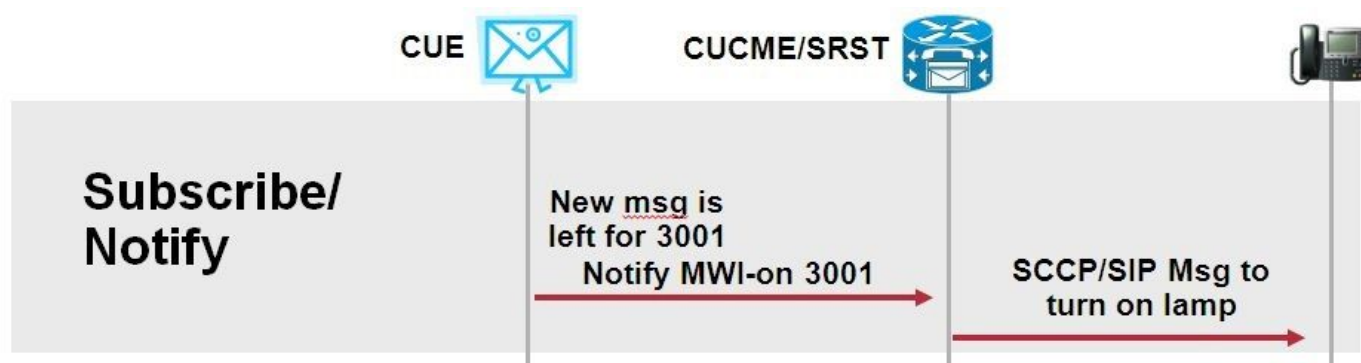 CUE
CUCME/SRST
Subscribe/
Notify
New msg is
left for 3001
Notify MWI-on 3001
SCCP/SIP Msg to
turn on lamp